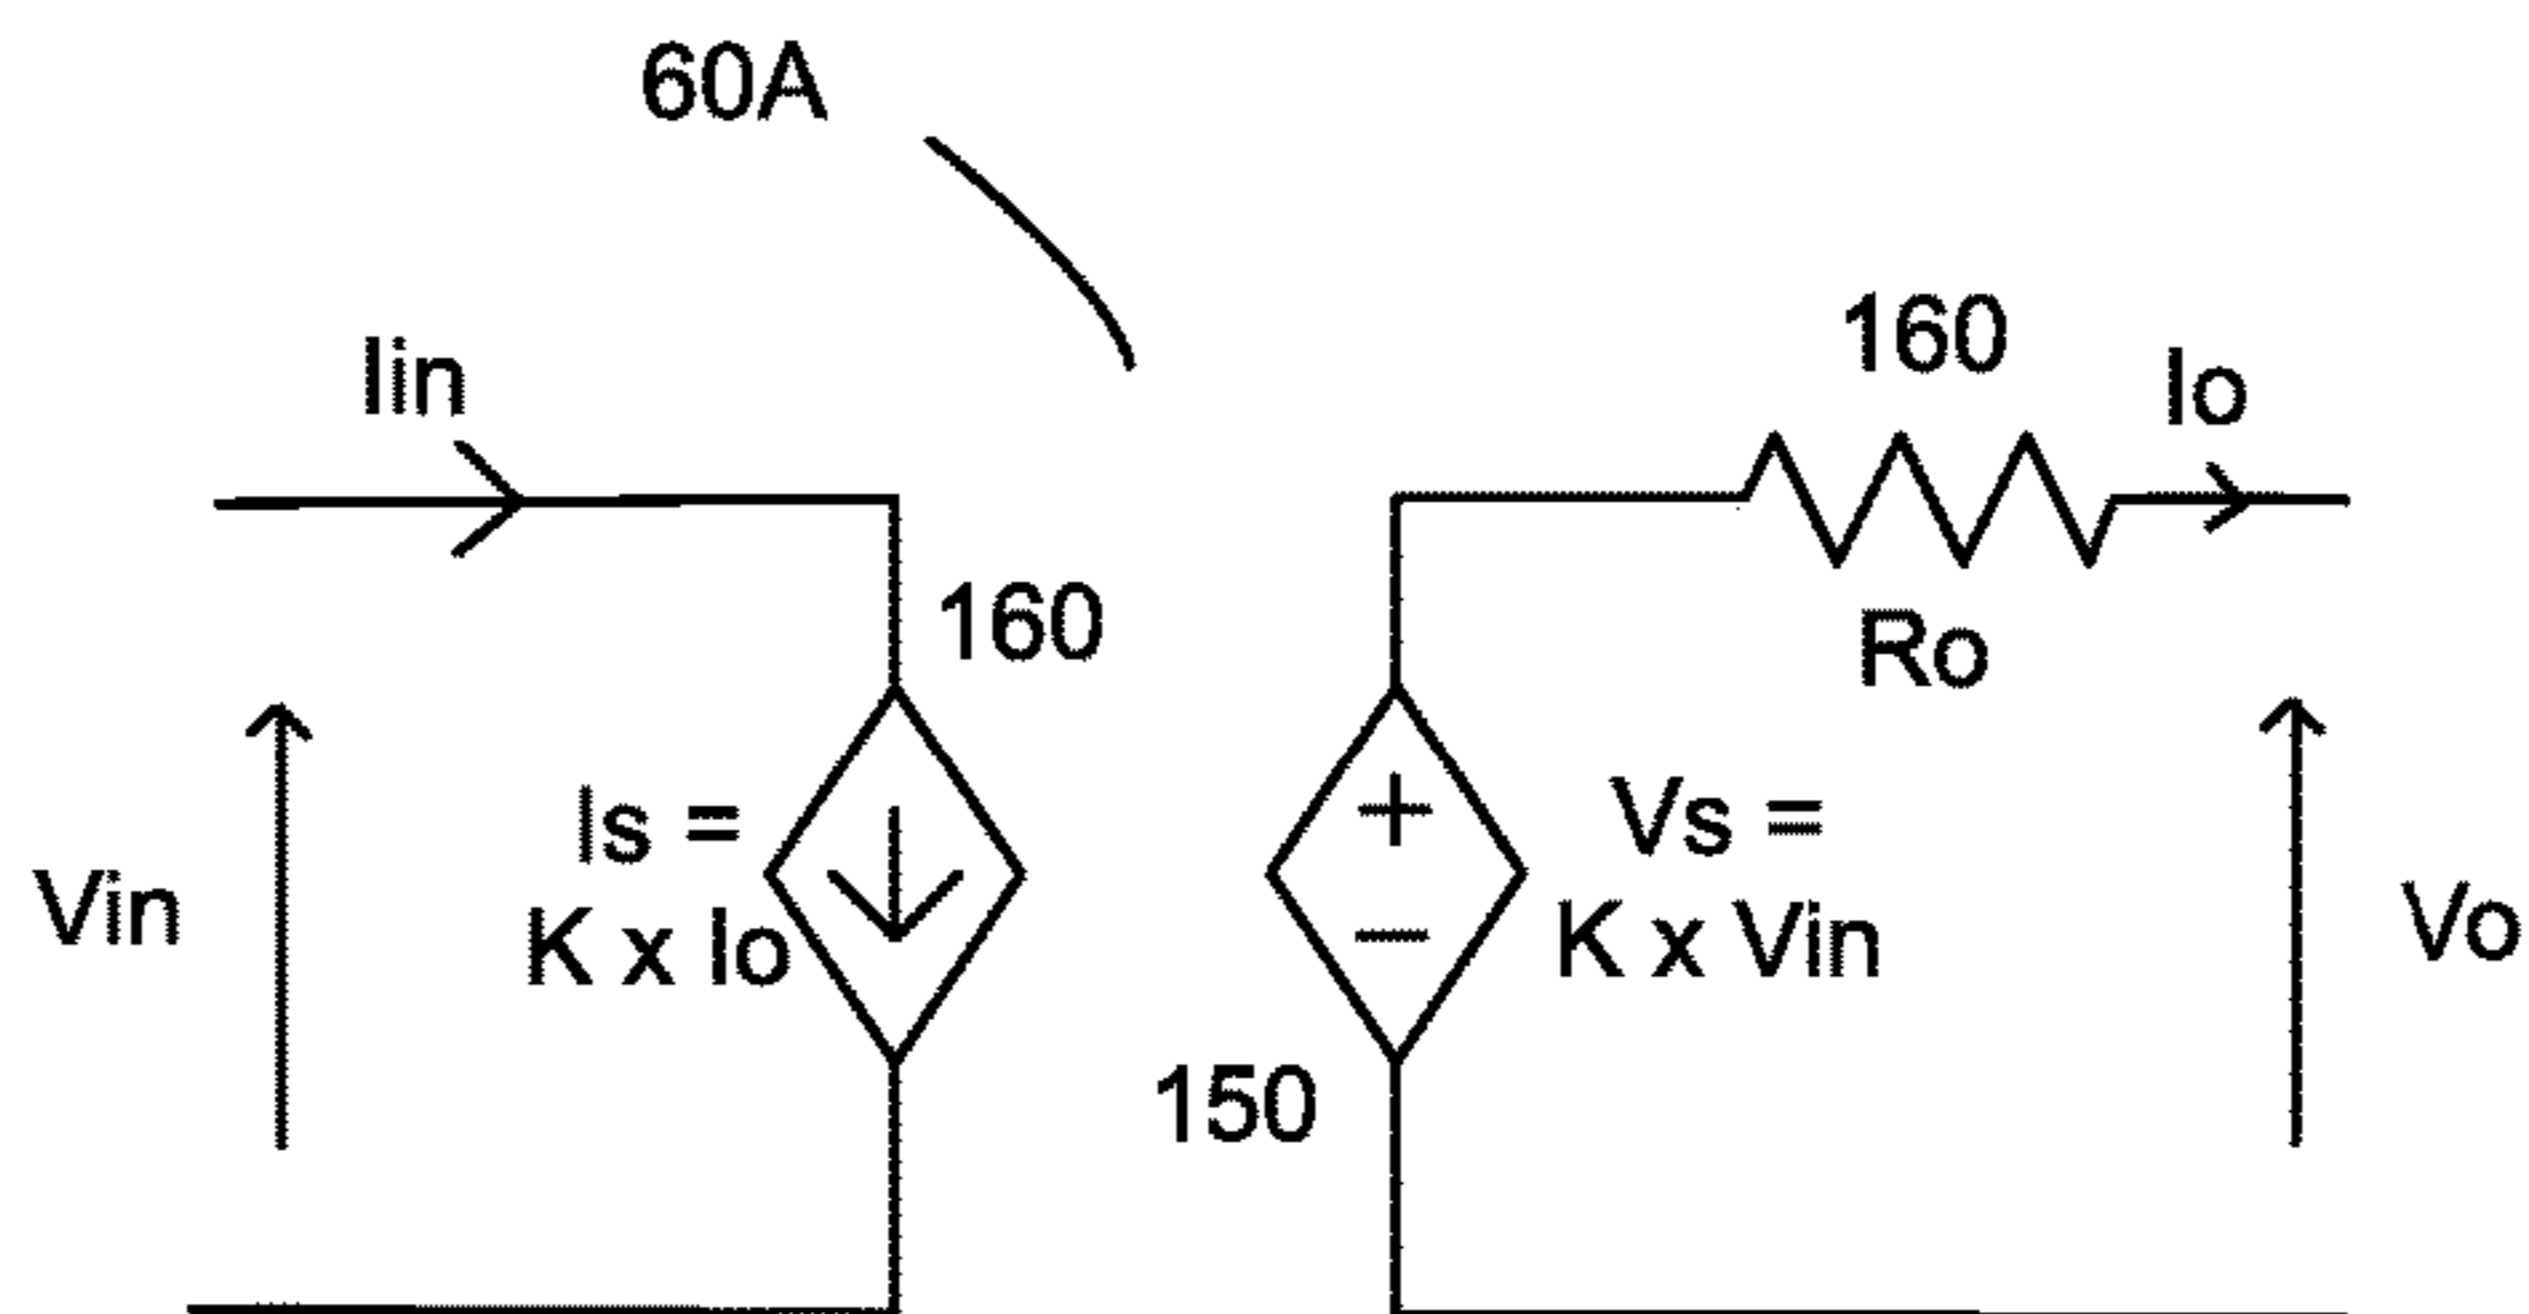 60A
Iin
160
Io
160
Ro
Is =
K x Io
Vs =
K x Vin
Vin
Vo
150
+
−